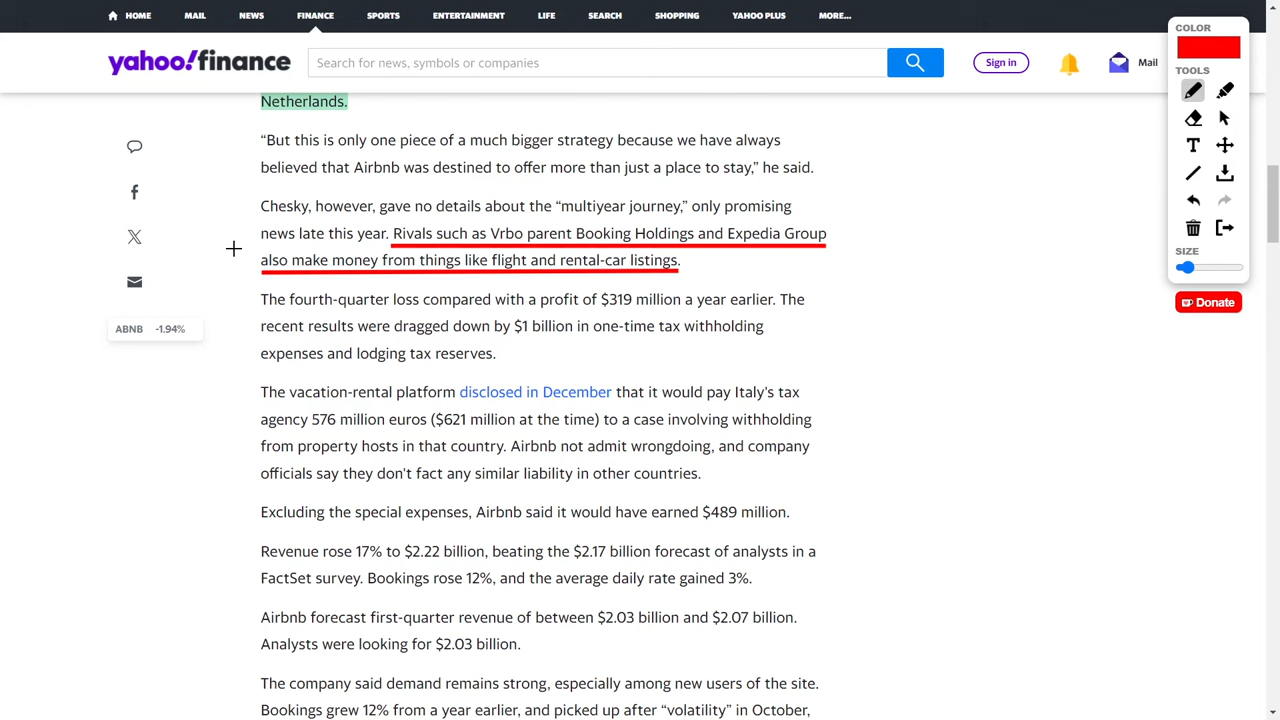 HOME MAIL NEWS FINANCE SPORTS ENTERTAINMENT LIFE SEARCH SHOPPING YAHOO PLUS MORE...
yahoo!finance
Search for news, symbols or companies
Sign in
Mail
COLOR
TOOLS
SIZE
Donate
ABNB -1.94%
Netherlands.
“But this is only one piece of a much bigger strategy because we have always
believed that Airbnb was destined to offer more than just a place to stay,” he said.
Chesky, however, gave no details about the “multiyear journey,” only promising
news late this year. Rivals such as Vrbo parent Booking Holdings and Expedia Group
also make money from things like flight and rental-car listings.
The fourth-quarter loss compared with a profit of $319 million a year earlier. The
recent results were dragged down by $1 billion in one-time tax withholding
expenses and lodging tax reserves.
The vacation-rental platform disclosed in December that it would pay Italy's tax
agency 576 million euros ($621 million at the time) to a case involving withholding
from property hosts in that country. Airbnb not admit wrongdoing, and company
officials say they don't fact any similar liability in other countries.
Excluding the special expenses, Airbnb said it would have earned $489 million.
Revenue rose 17% to $2.22 billion, beating the $2.17 billion forecast of analysts in a
FactSet survey. Bookings rose 12%, and the average daily rate gained 3%.
Airbnb forecast first-quarter revenue of between $2.03 billion and $2.07 billion.
Analysts were looking for $2.03 billion.
The company said demand remains strong, especially among new users of the site.
Bookings grew 12% from a year earlier, and picked up after “volatility” in October,